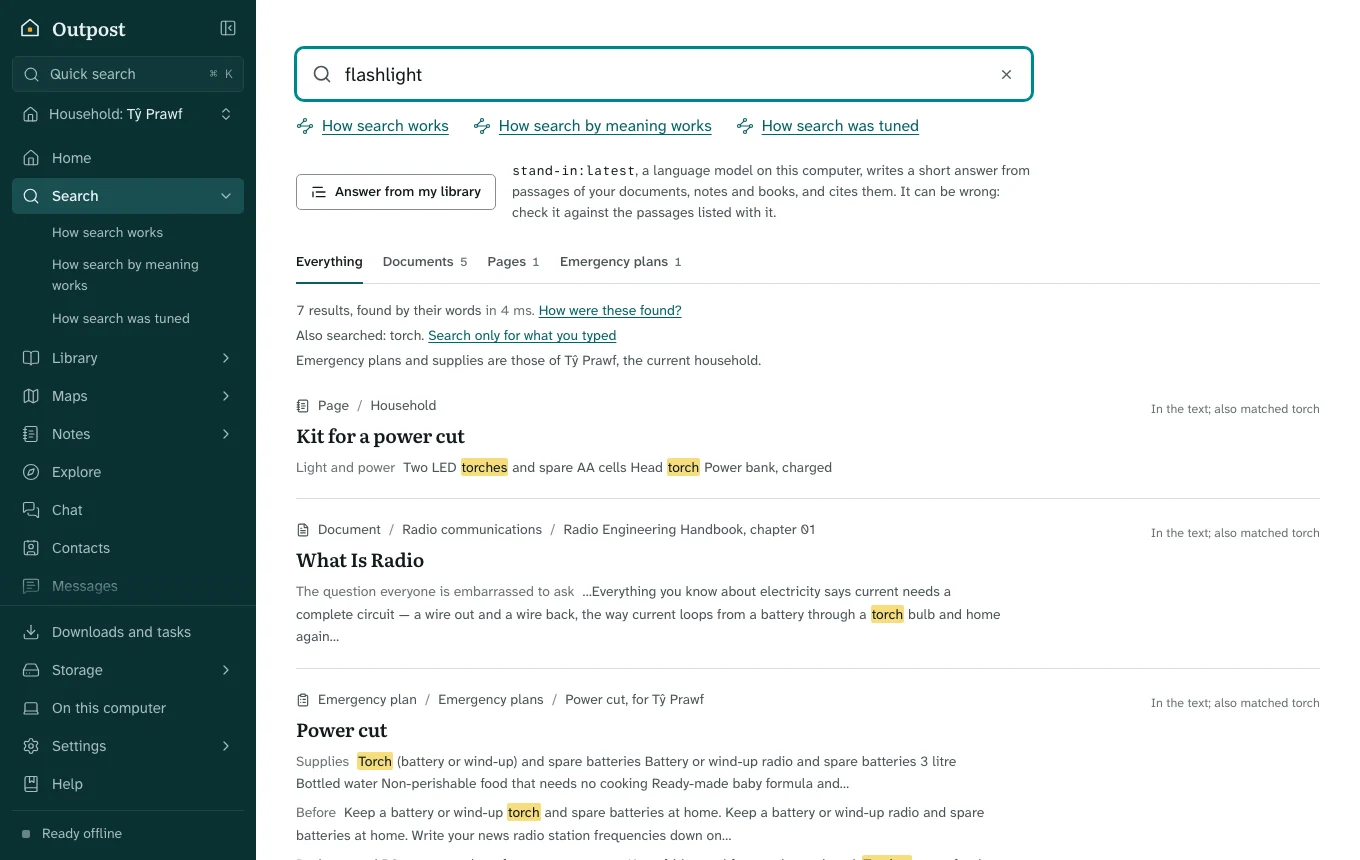 Outpost
Quick search ⌘ K
Household: Tŷ Prawf
Home
Search
How search works
How search by meaning
works
How search was tuned
Library
Maps
Notes
Explore
Chat
Contacts
Messages
Downloads and tasks
Storage
On this computer
Settings
Help
Ready offline
flashlight
How search works How search by meaning works How search was tuned
Answer from my library
stand-in:latest, a language model on this computer, writes a short answer from
passages of your documents, notes and books, and cites them. It can be wrong:
check it against the passages listed with it.
Everything Documents 5 Pages 1 Emergency plans 1
7 results, found by their words in 4 ms. How were these found?
Also searched: torch. Search only for what you typed
Emergency plans and supplies are those of Tŷ Prawf, the current household.
Page / Household
In the text; also matched torch
Kit for a power cut
Light and power Two LED torches and spare AA cells Head torch Power bank, charged
Document / Radio communications / Radio Engineering Handbook, chapter 01
In the text; also matched torch
What Is Radio
The question everyone is embarrassed to ask …Everything you know about electricity says current needs a
complete circuit — a wire out and a wire back, the way current loops from a battery through a torch bulb and home
again…
Emergency plan / Emergency plans / Power cut, for Tŷ Prawf
In the text; also matched torch
Power cut
Supplies Torch (battery or wind-up) and spare batteries Battery or wind-up radio and spare batteries 3 litre
Bottled water Non-perishable food that needs no cooking Ready-made baby formula and…
Before Keep a battery or wind-up torch and spare batteries at home. Keep a battery or wind-up radio and spare
batteries at home. Write your news radio station frequencies down on…